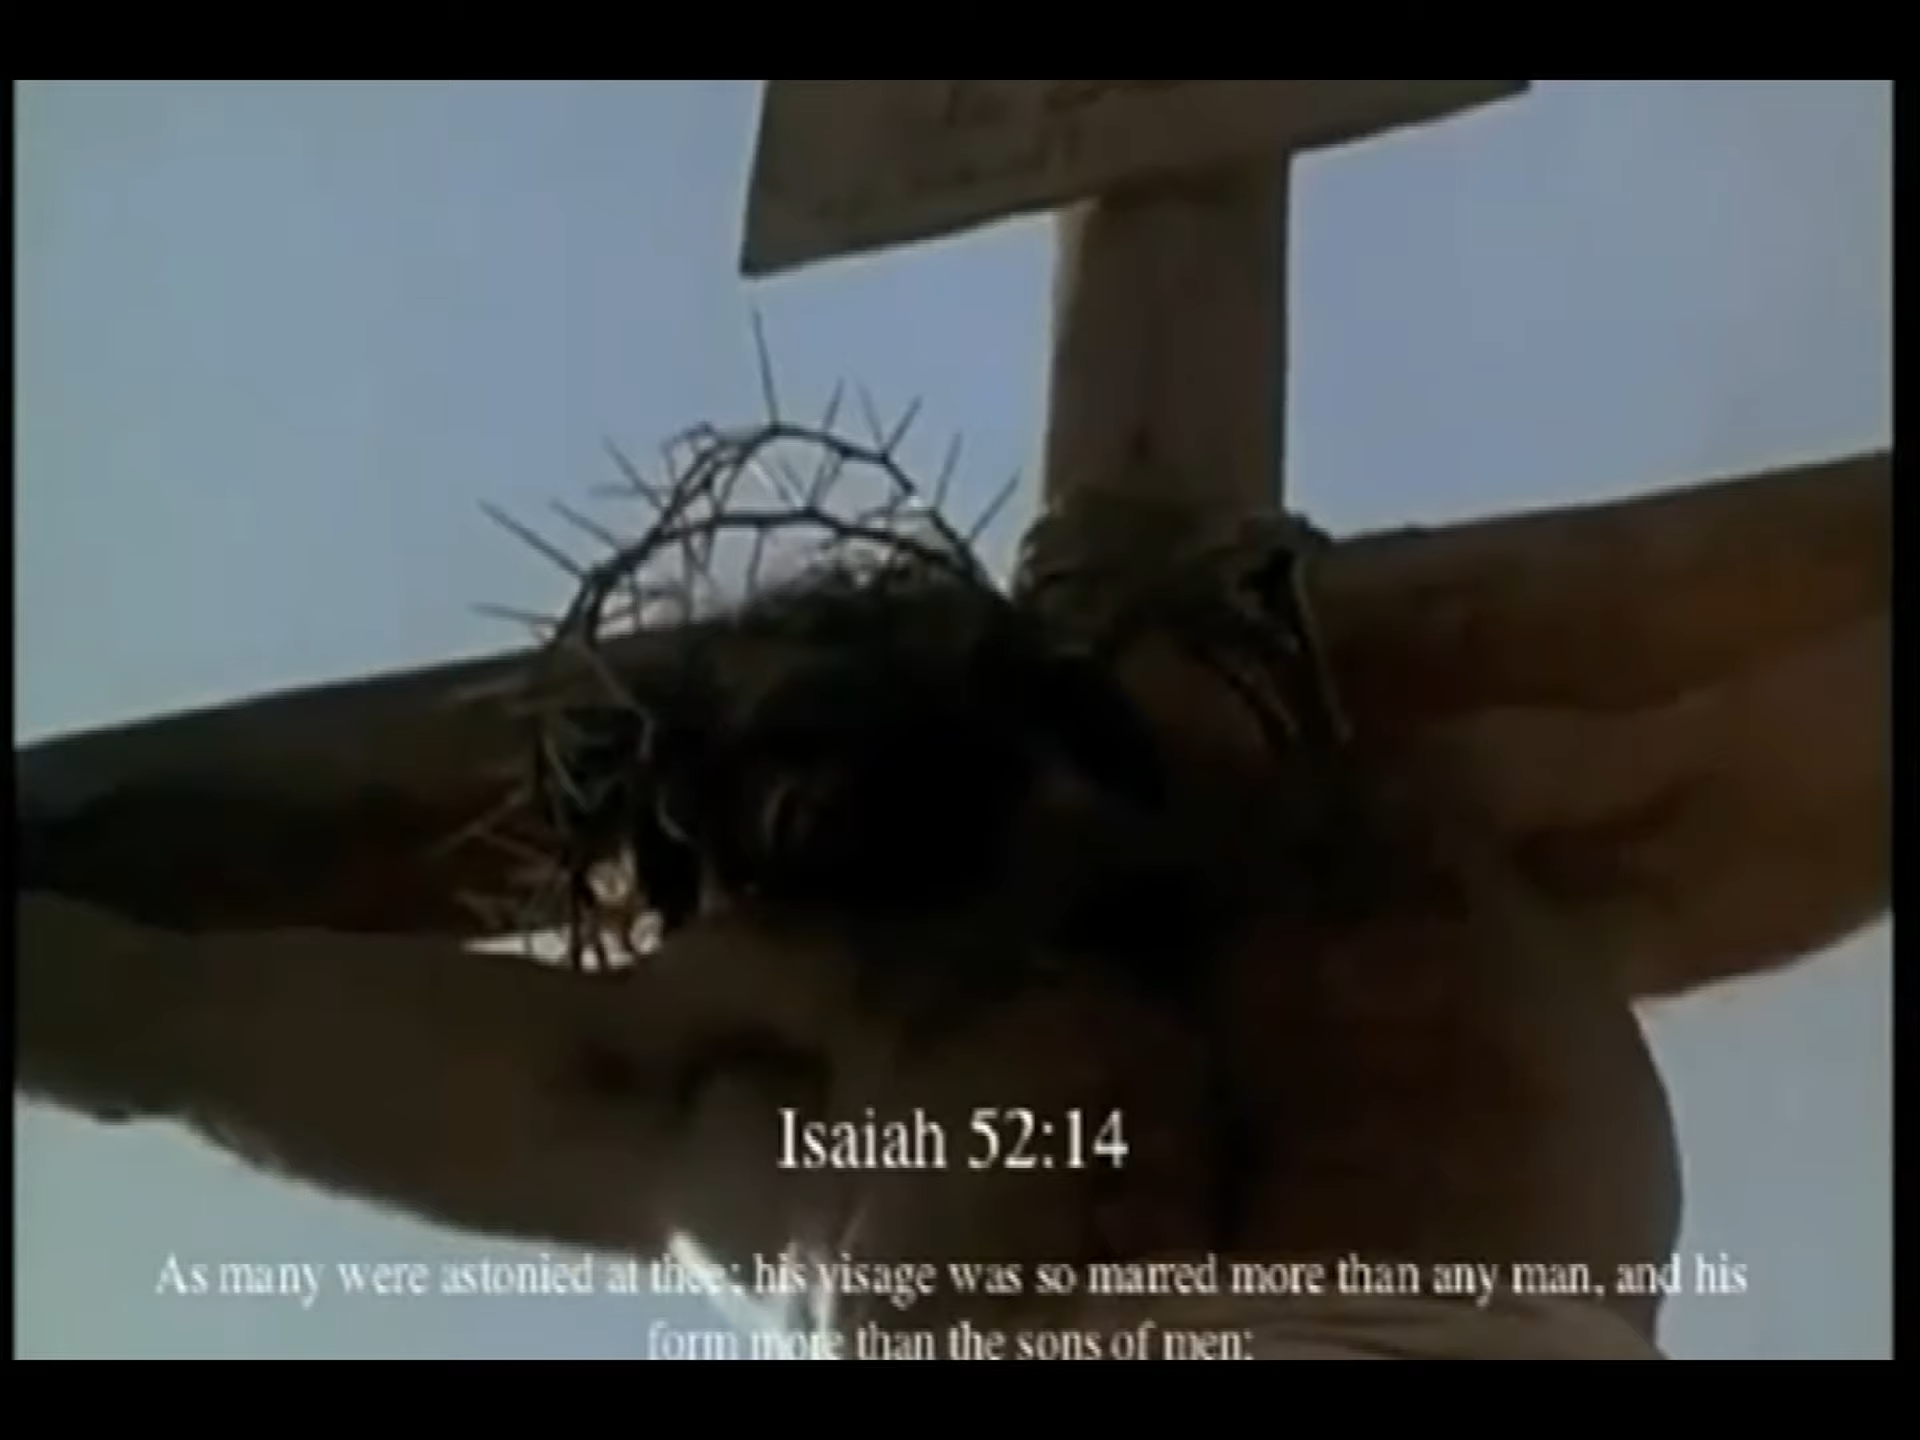 Isaiah 52:14
As many were astonied at thee; his visage was so marred more than any man, and his
form more than the sons of men: